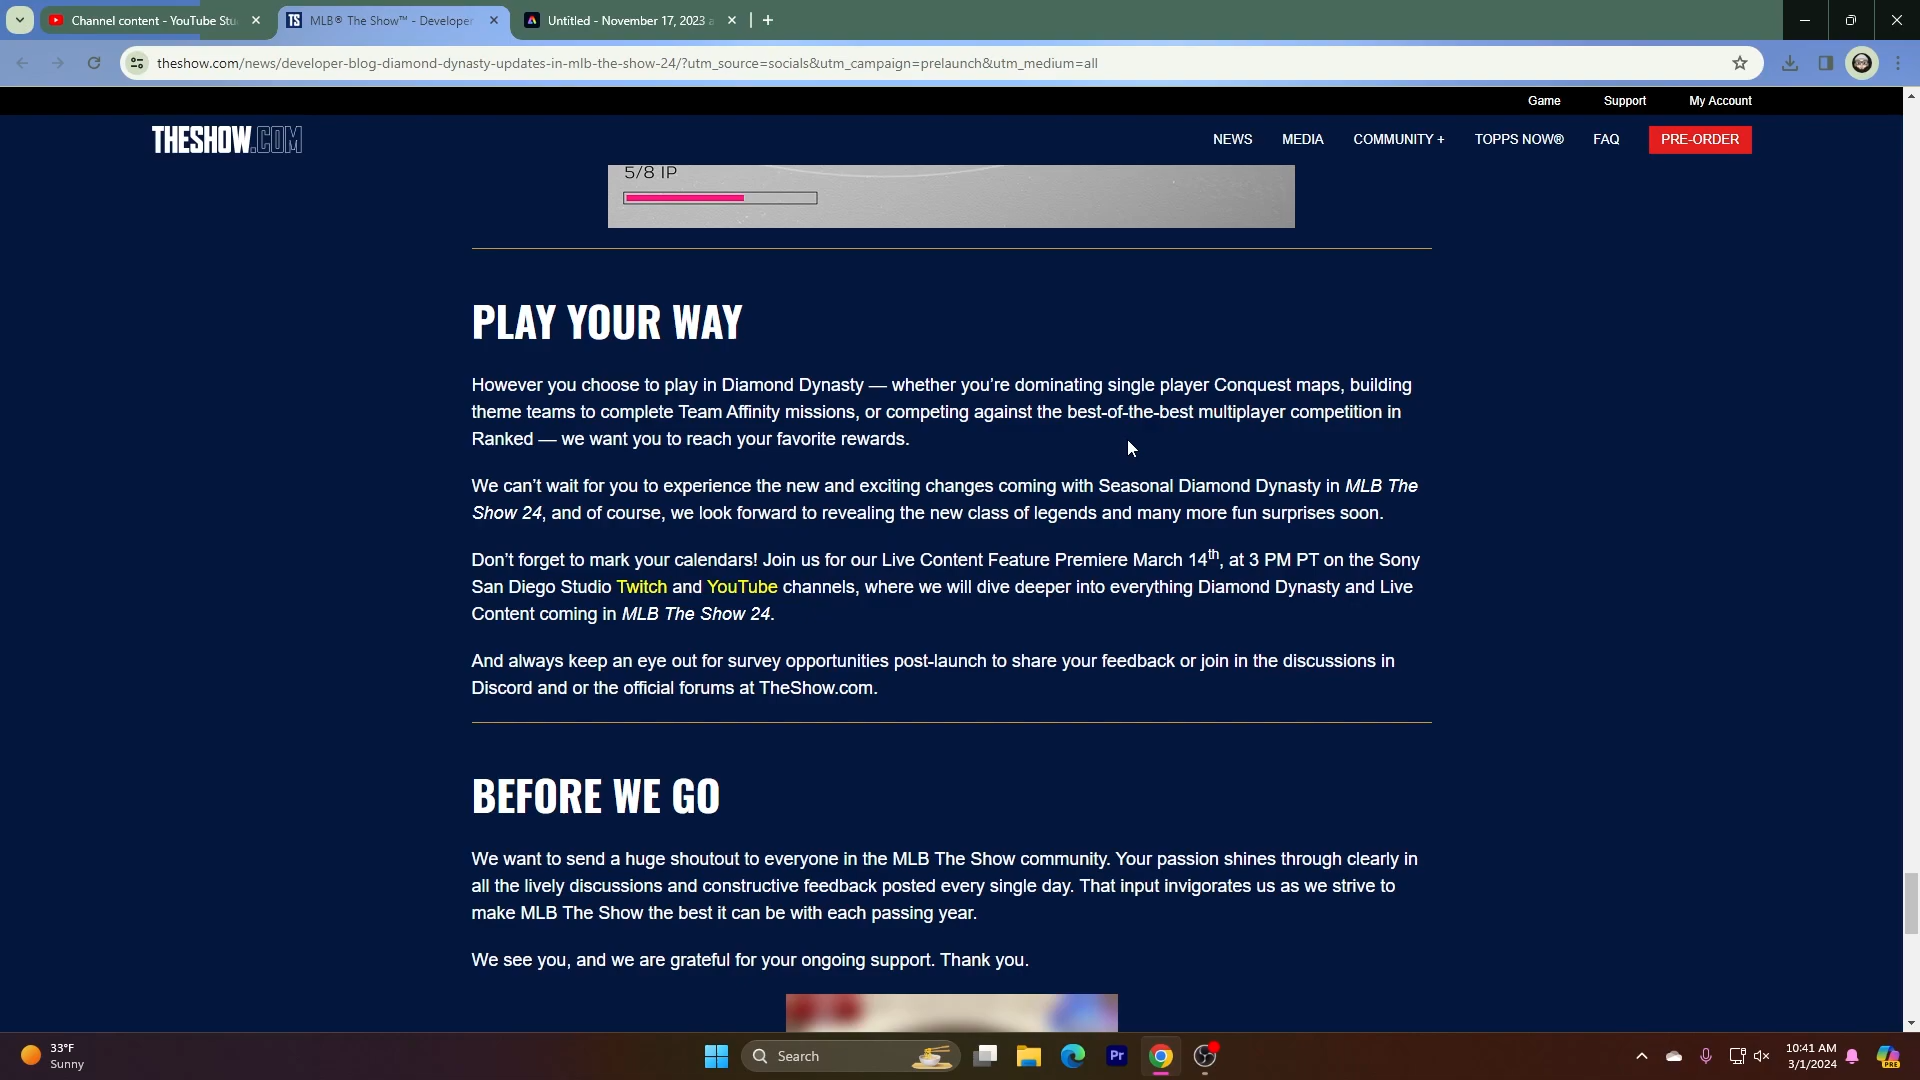 Channel content - YouTube Stu
MLB® The Show™ - Developer
Untitled - November 17, 2023 a
theshow.com/news/developer-blog-diamond-dynasty-updates-in-mlb-the-show-24/?utm_source=socials&utm_campaign=prelaunch&utm_medium=all
Game Support My Account
THESHOW.COM
NEWS MEDIA COMMUNITY + TOPPS NOW® FAQ PRE-ORDER
5/8 IP
PLAY YOUR WAY
However you choose to play in Diamond Dynasty — whether you’re dominating single player Conquest maps, building
theme teams to complete Team Affinity missions, or competing against the best-of-the-best multiplayer competition in
Ranked — we want you to reach your favorite rewards.
We can’t wait for you to experience the new and exciting changes coming with Seasonal Diamond Dynasty in MLB The
Show 24, and of course, we look forward to revealing the new class of legends and many more fun surprises soon.
Don’t forget to mark your calendars! Join us for our Live Content Feature Premiere March 14th, at 3 PM PT on the Sony
San Diego Studio Twitch and YouTube channels, where we will dive deeper into everything Diamond Dynasty and Live
Content coming in MLB The Show 24.
And always keep an eye out for survey opportunities post-launch to share your feedback or join in the discussions in
Discord and or the official forums at TheShow.com.
BEFORE WE GO
We want to send a huge shoutout to everyone in the MLB The Show community. Your passion shines through clearly in
all the lively discussions and constructive feedback posted every single day. That input invigorates us as we strive to
make MLB The Show the best it can be with each passing year.
We see you, and we are grateful for your ongoing support. Thank you.
33°F
Sunny
Search
Pr
10:41 AM
3/1/2024
PRE